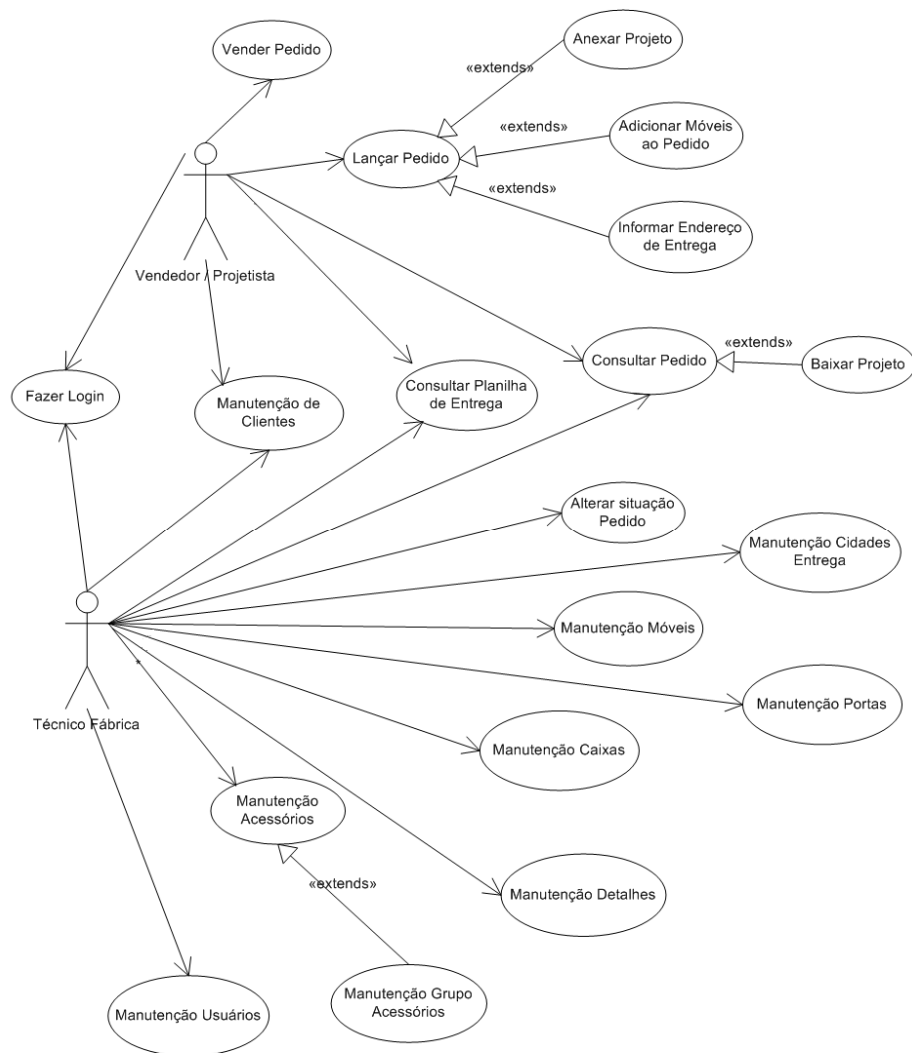 Vender Pedido
Anexar Projeto
«extends»
Lançar Pedido
«extends»
Adicionar Móveis
ao Pedido
«extends»
Informar Endereço
de Entrega
Vendedor / Projetista
Fazer Login
Manutenção de
Clientes
Consultar Planilha
de Entrega
Consultar Pedido
«extends»
Baixar Projeto
Alterar situação
Pedido
Manutenção Cidades
Entrega
Manutenção Móveis
Técnico Fábrica
Manutenção Portas
Manutenção Caixas
Manutenção
Acessórios
«extends»
Manutenção Detalhes
Manutenção Usuários
Manutenção Grupo
Acessórios